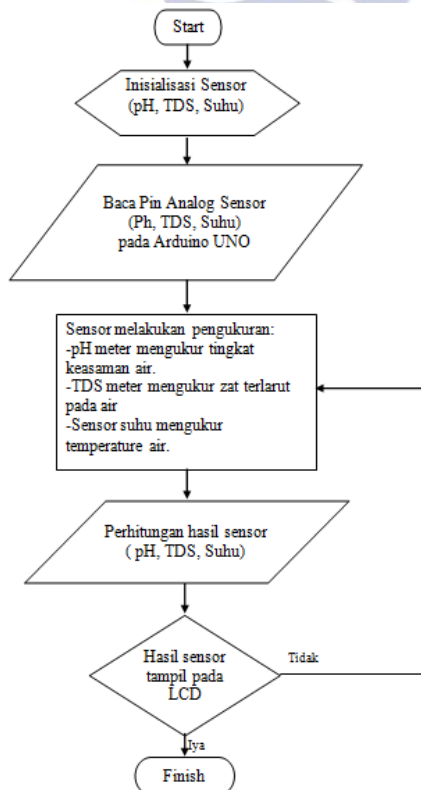 Start
Inisialisasi Sensor
(pH, TDS, Suhu)
Baca Pin Analog Sensor
(Ph, TDS, Suhu)
pada Arduino UNO
Sensor melakukan pengukuran:
-pH meter mengukur tingkat
keasaman air.
-TDS meter mengukur zat terlarut
pada air
-Sensor suhu mengukur
temperature air.
Perhitungan hasil sensor
( pH, TDS, Suhu)
Hasil sensor
tampil pada
LCD
Tidak
Iya
Finish